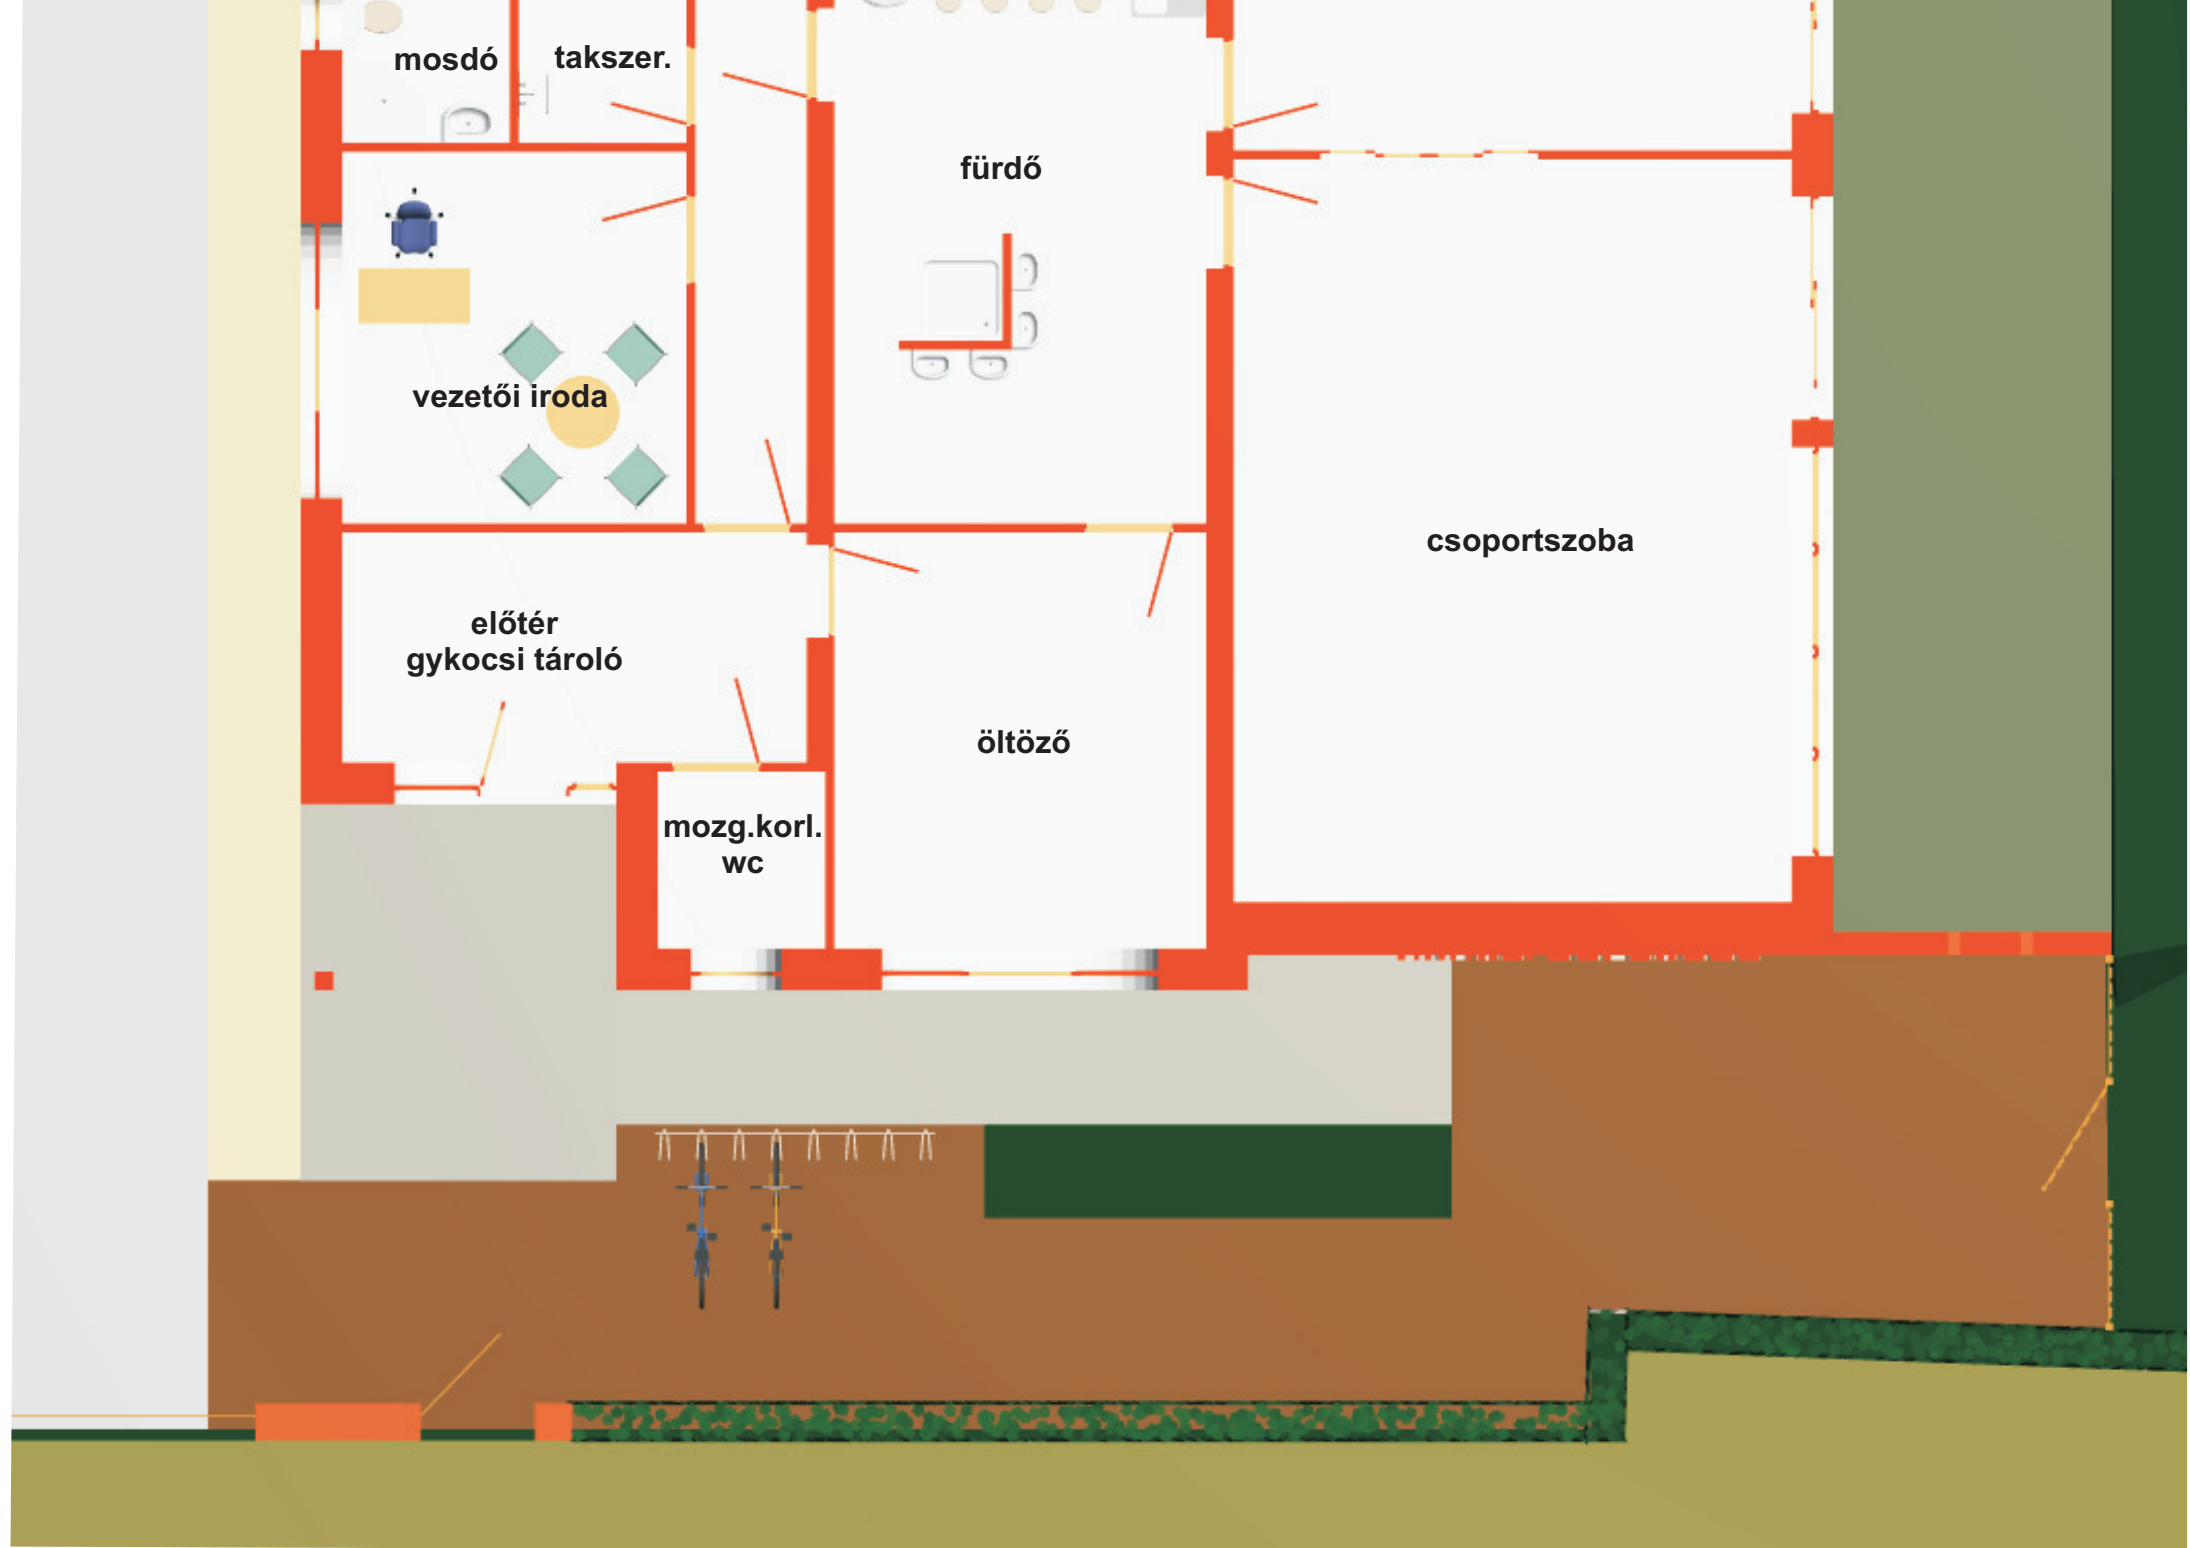 mosdó
takszer.
fürdő
vezetői iroda
csoportszoba
előtér
gykocsi tároló
öltöző
mozg.korl.
wc